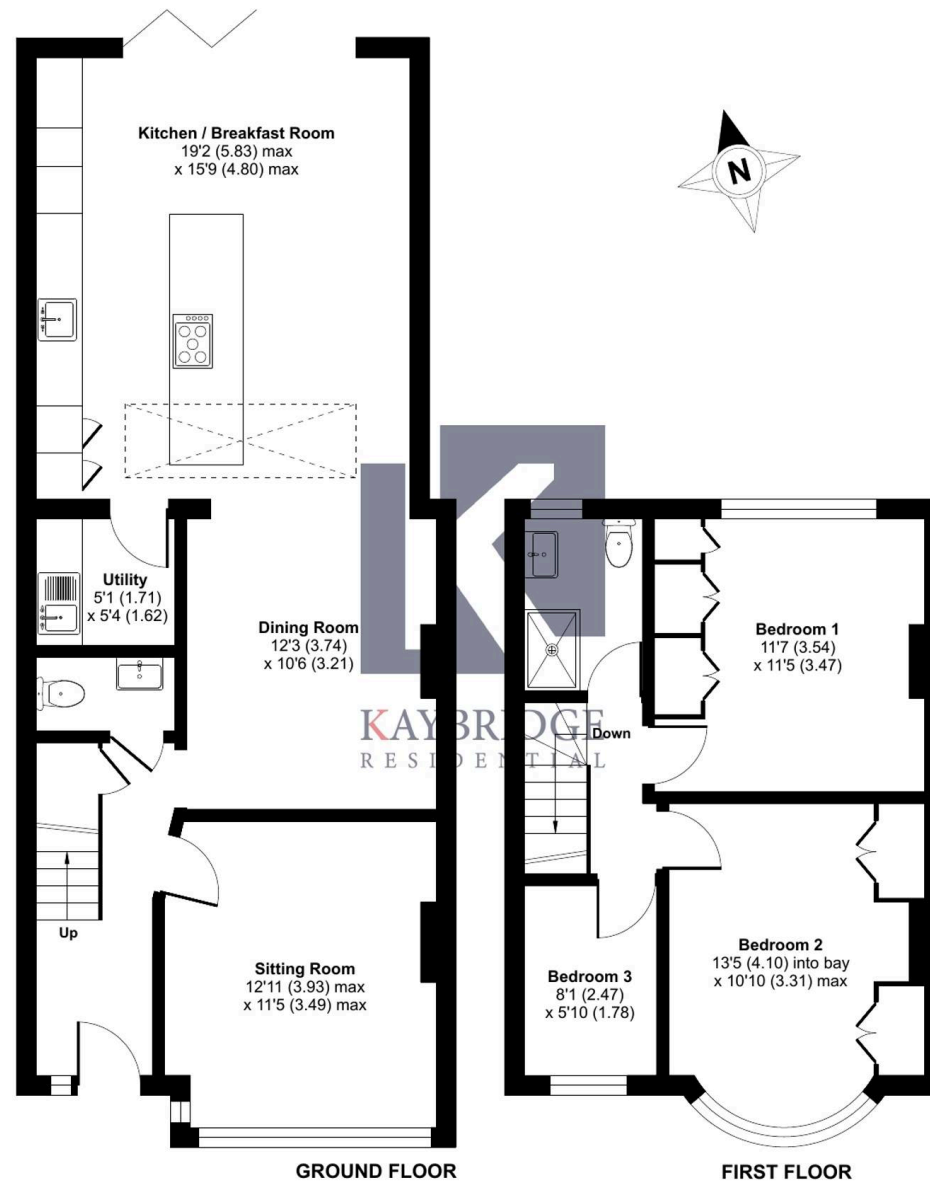 Kitchen / Breakfast Room
19'2 (5.83) max
x 15'9 (4.80) max
N
Utility
5'1 (1.71)
x 5'4 (1.62)
Dining Room
12'3 (3.74)
x 10'6 (3.21)
Bedroom 1
11'7 (3.54)
x 11'5 (3.47)
KAYBRIDGE
RESIDENTIAL
Down
Up
Sitting Room
12'11 (3.93) max
x 11'5 (3.49) max
Bedroom 3
8'1 (2.47)
x 5'10 (1.78)
Bedroom 2
13'5 (4.10) into bay
x 10'10 (3.31) max
GROUND FLOOR
FIRST FLOOR